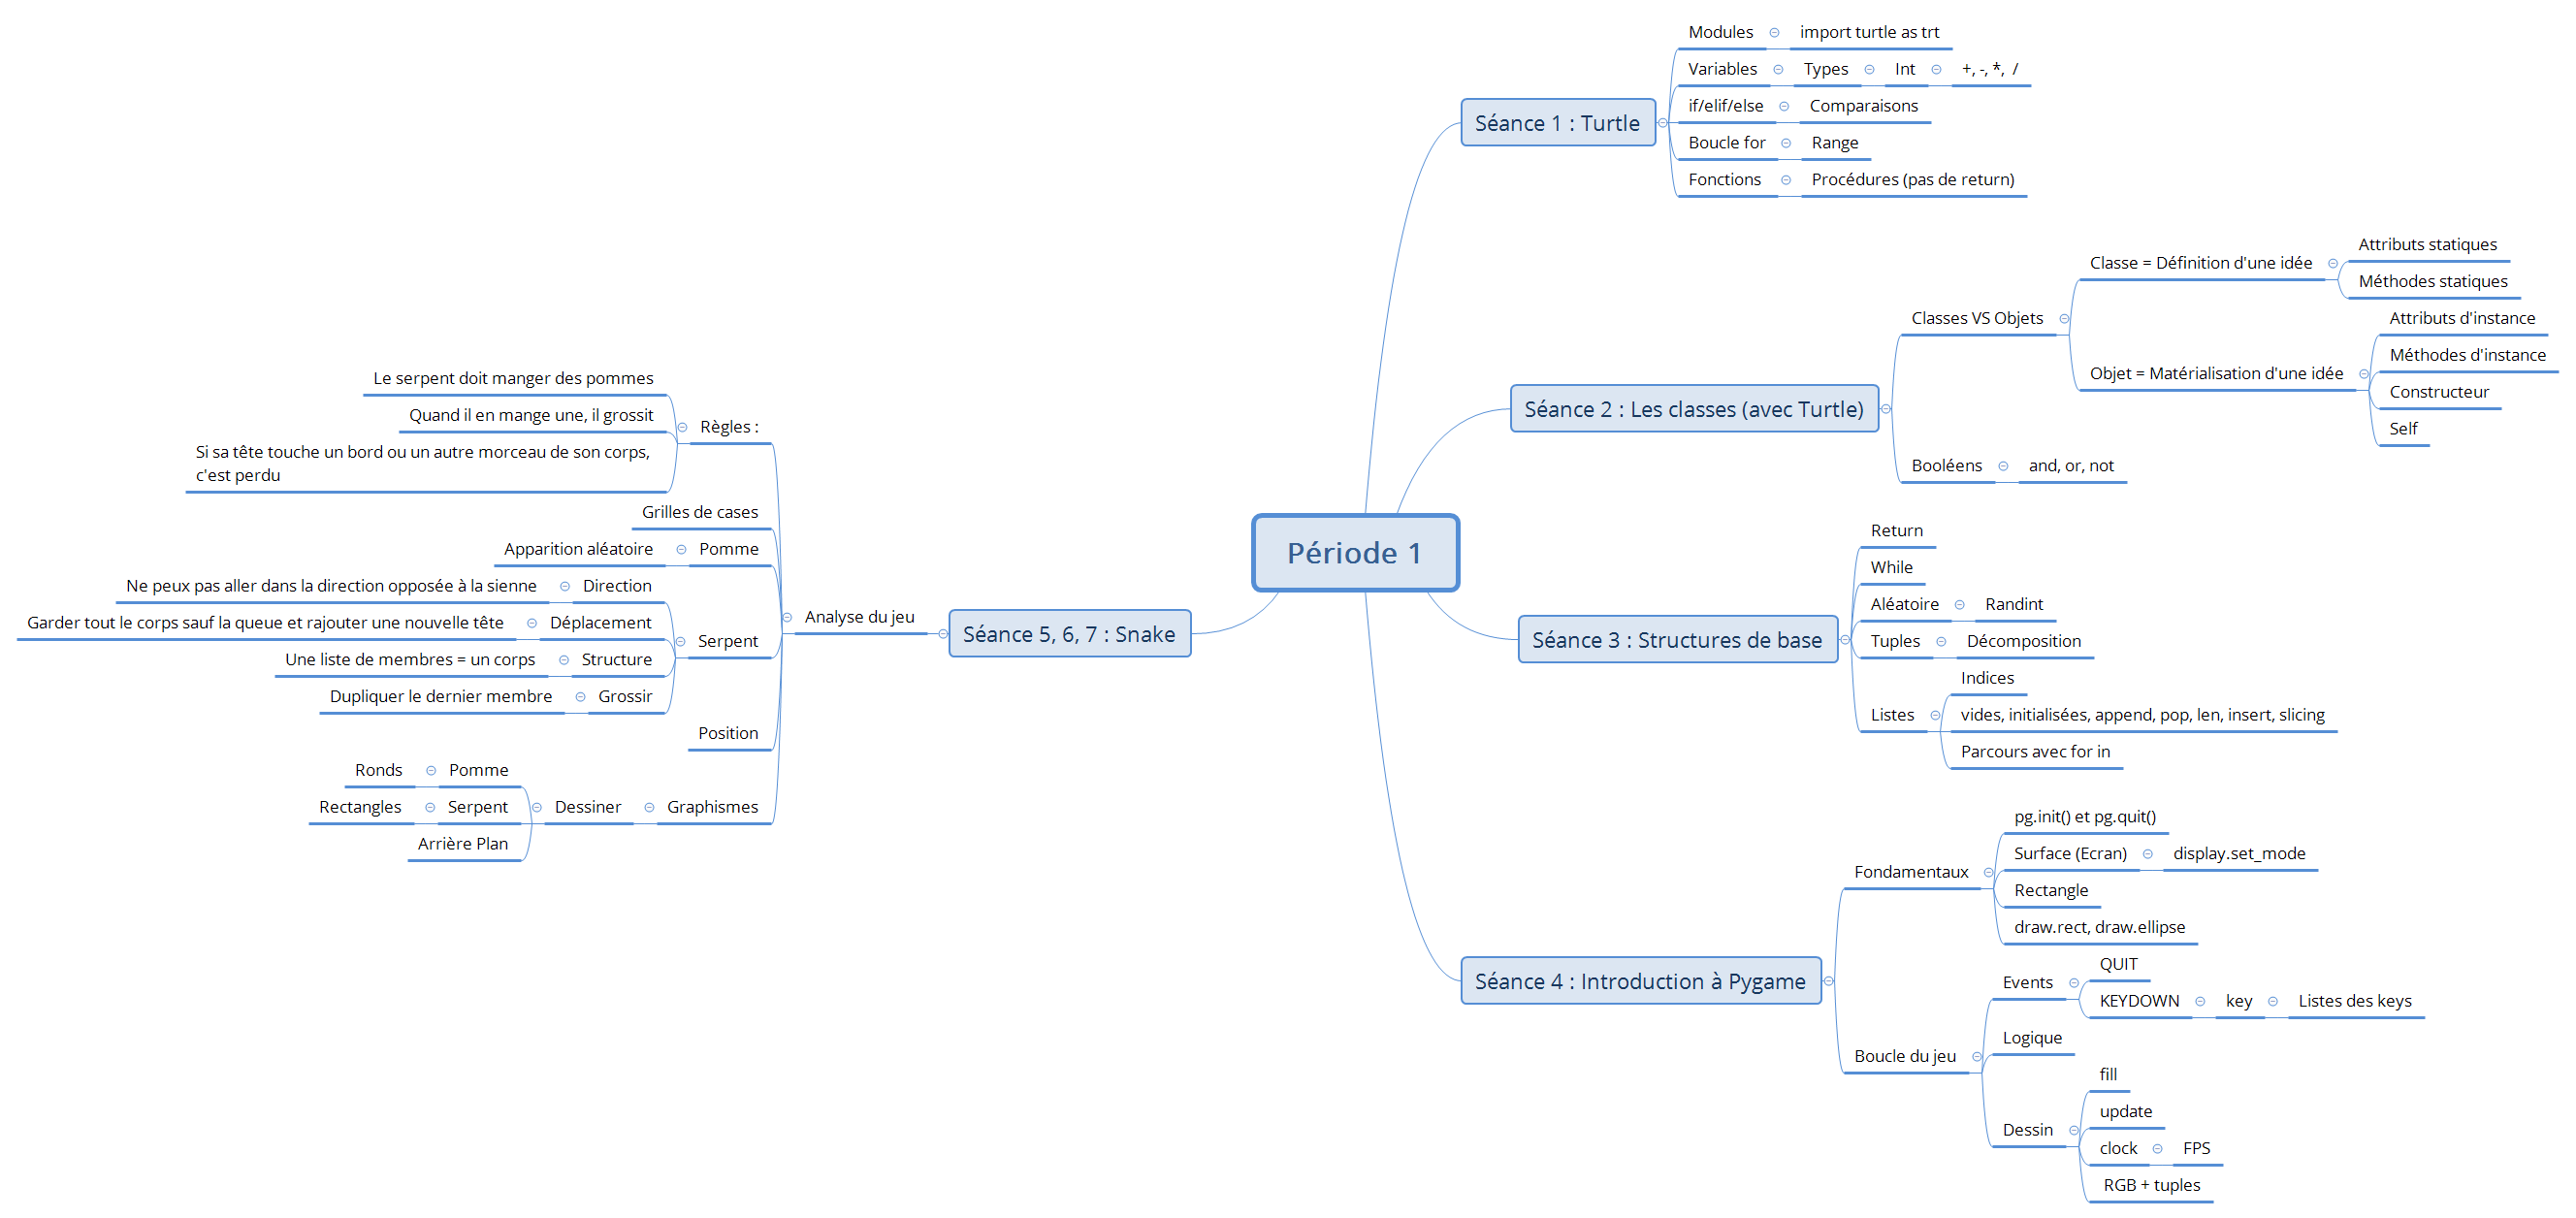 Période 1
Séance 1 : Turtle
Modules
import turtle as trt
Variables
Types
Int
+, -, *, /
if/elif/else
Comparaisons
Boucle for
Range
Fonctions
Procédures (pas de return)
Séance 2 : Les classes (avec Turtle)
Classes VS Objets
Classe = Définition d'une idée
Attributs statiques
Méthodes statiques
Objet = Matérialisation d'une idée
Attributs d'instance
Méthodes d'instance
Constructeur
Self
Booléens
and, or, not
Séance 3 : Structures de base
Return
While
Aléatoire
Randint
Tuples
Décomposition
Listes
Indices
vides, initialisées, append, pop, len, insert, slicing
Parcours avec for in
Séance 4 : Introduction à Pygame
Fondamentaux
pg.init() et pg.quit()
Surface (Ecran)
display.set_mode
Rectangle
draw.rect, draw.ellipse
Boucle du jeu
Events
QUIT
KEYDOWN
key
Listes des keys
Logique
Dessin
fill
update
clock
FPS
RGB + tuples
Séance 5, 6, 7 : Snake
Analyse du jeu
Règles :
Le serpent doit manger des pommes
Quand il en mange une, il grossit
Si sa tête touche un bord ou un autre morceau de son corps,
c'est perdu
Grilles de cases
Pomme
Apparition aléatoire
Serpent
Direction
Ne peux pas aller dans la direction opposée à la sienne
Déplacement
Garder tout le corps sauf la queue et rajouter une nouvelle tête
Structure
Une liste de membres = un corps
Grossir
Dupliquer le dernier membre
Position
Graphismes
Dessiner
Pomme
Ronds
Serpent
Rectangles
Arrière Plan